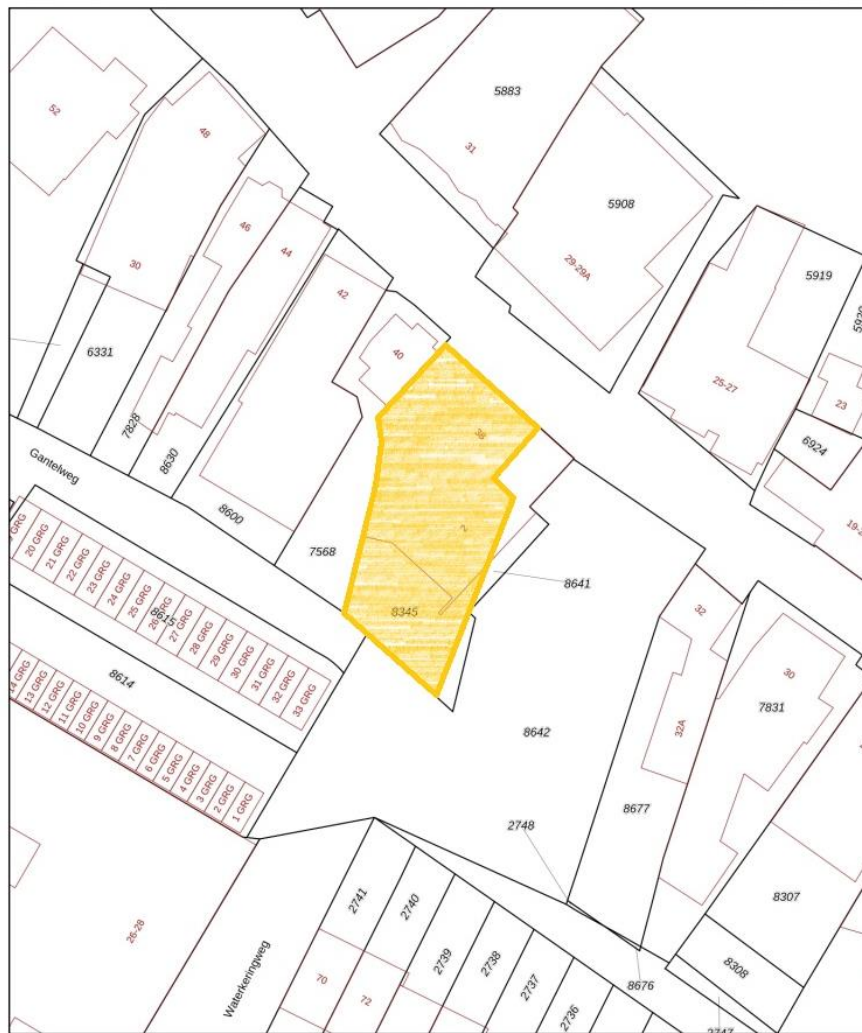 5883
52
48
31
5908
46
44
29-29A
5919
30
42
6331
40
25-27
23
38
6924
7828
8630
Gantelweg
8600
2
7568
8641
8345
20 GRG
21 GRG
22 GRG
23 GRG
24 GRG
25 GRG
26 GRG
27 GRG
28 GRG
29 GRG
30 GRG
31 GRG
32 GRG
33 GRG
8615
32
8614
30
14 GRG
13 GRG
12 GRG
11 GRG
10 GRG
9 GRG
8 GRG
7 GRG
6 GRG
5 GRG
4 GRG
3 GRG
2 GRG
1 GRG
7831
8642
32A
8677
2748
2741
2740
8307
26-28
2739
2738
8308
Waterkeringweg
70
72
2737
8676
2736
2747